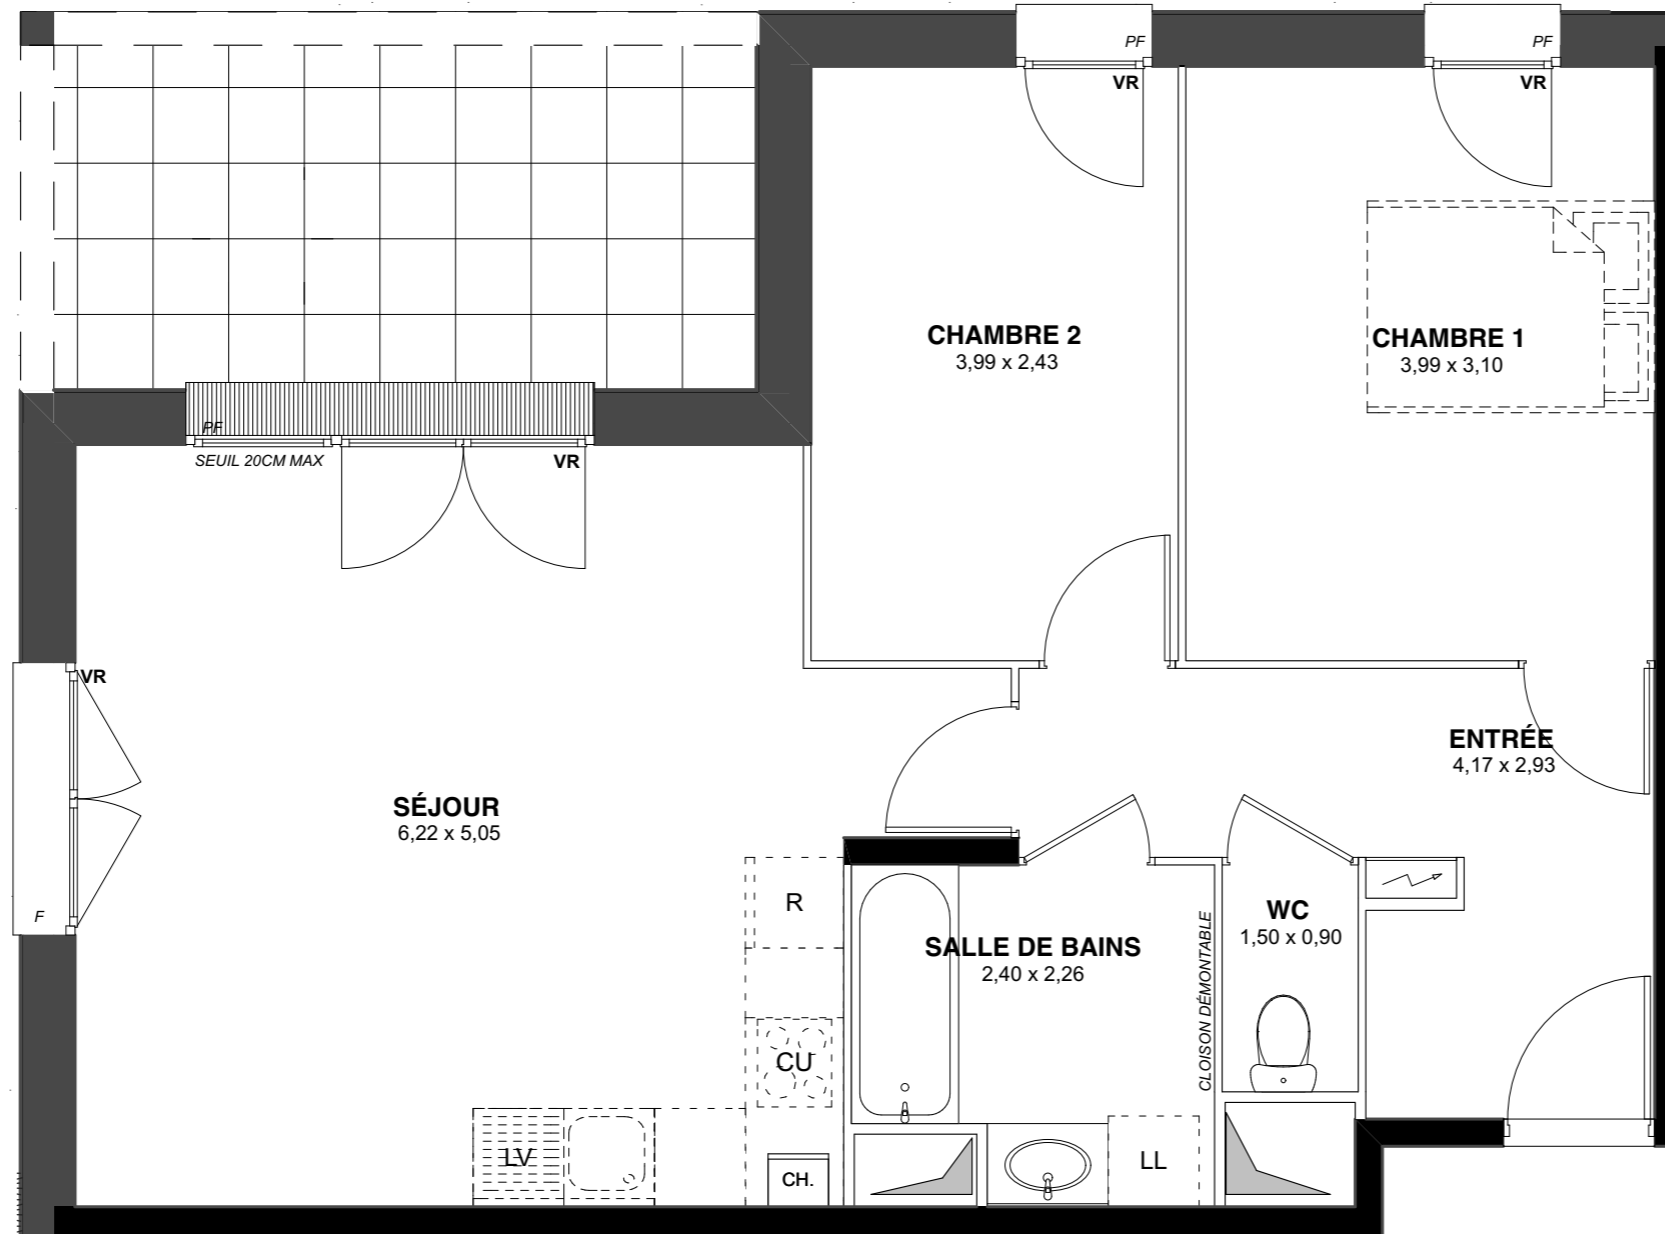 PF
PF
VR
VR
CHAMBRE 2
3,99 x 2,43
CHAMBRE 1
3,99 x 3,10
PF
SEUIL 20CM MAX
VR
VR
ENTRÉE
4,17 x 2,93
SÉJOUR
6,22 x 5,05
F
R
WC
1,50 x 0,90
SALLE DE BAINS
2,40 x 2,26
CLOISON DÉMONTABLE
CU
LV
CH.
LL